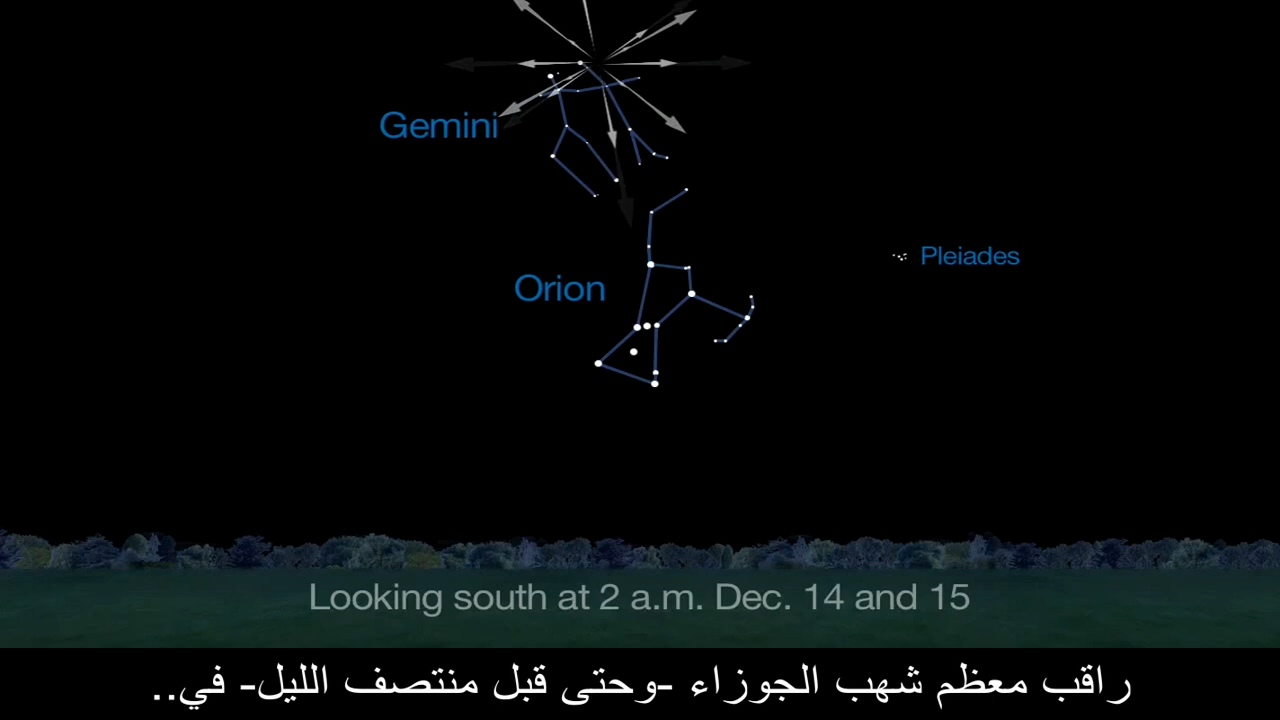 Gemini
Pleiades
Orion
Looking south at 2 a.m. Dec. 14 and 15
راقب معظم شهب الجوزاء -وحتى قبل منتصف الليل- في..